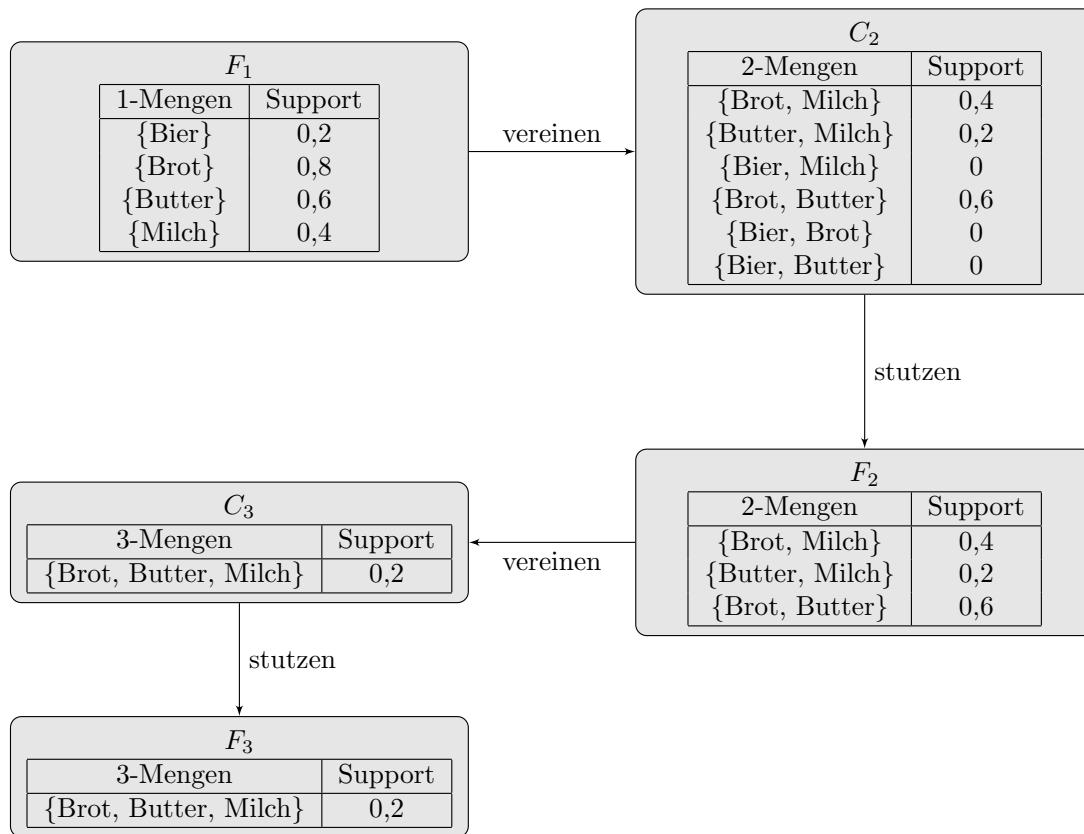 F1
1-Mengen Support
{Bier} 0,2
{Brot} 0,8
{Butter} 0,6
{Milch} 0,4
vereinen
C2
2-Mengen Support
{Brot, Milch} 0,4
{Butter, Milch} 0,2
{Bier, Milch} 0
{Brot, Butter} 0,6
{Bier, Brot} 0
{Bier, Butter} 0
stutzen
F2
2-Mengen Support
{Brot, Milch} 0,4
{Butter, Milch} 0,2
{Brot, Butter} 0,6
vereinen
C3
3-Mengen Support
{Brot, Butter, Milch} 0,2
stutzen
F3
3-Mengen Support
{Brot, Butter, Milch} 0,2